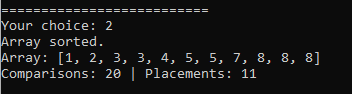 ===========================
Your choice: 2
Array sorted.
Array: [1, 2, 3, 3, 4, 5, 5, 7, 8, 8, 8]
Comparisons: 20 | Placements: 11